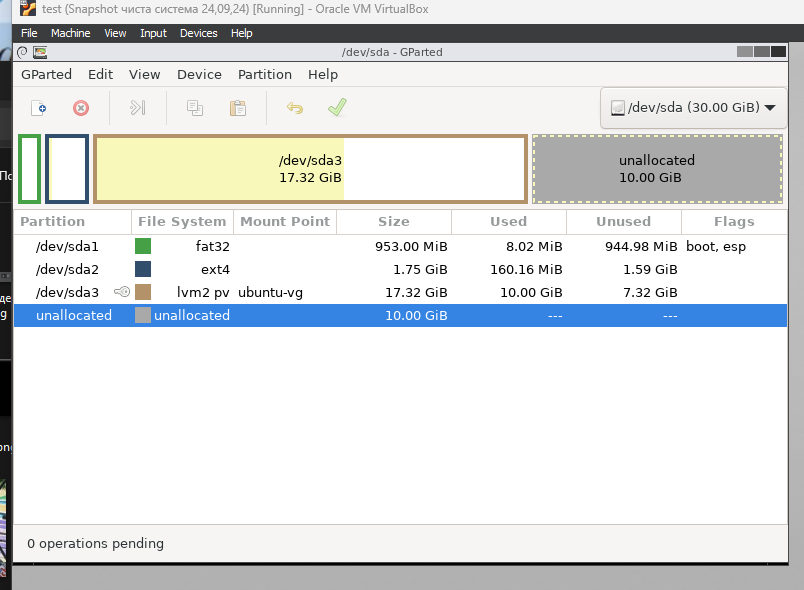 test (Snapshot чиста система 24,09,24) [Running] - Oracle VM VirtualBox
File Machine View Input Devices Help
/dev/sda - GParted
GParted Edit View Device Partition Help
/dev/sda (30.00 GiB)
/dev/sda3
17.32 GiB
unallocated
10.00 GiB
Partition File System Mount Point Size Used Unused Flags
/dev/sda1 fat32 953.00 MiB 8.02 MiB 944.98 MiB boot, esp
/dev/sda2 ext4 1.75 GiB 160.16 MiB 1.59 GiB
/dev/sda3 lvm2 pv ubuntu-vg 17.32 GiB 10.00 GiB 7.32 GiB
unallocated unallocated 10.00 GiB --- ---
0 operations pending